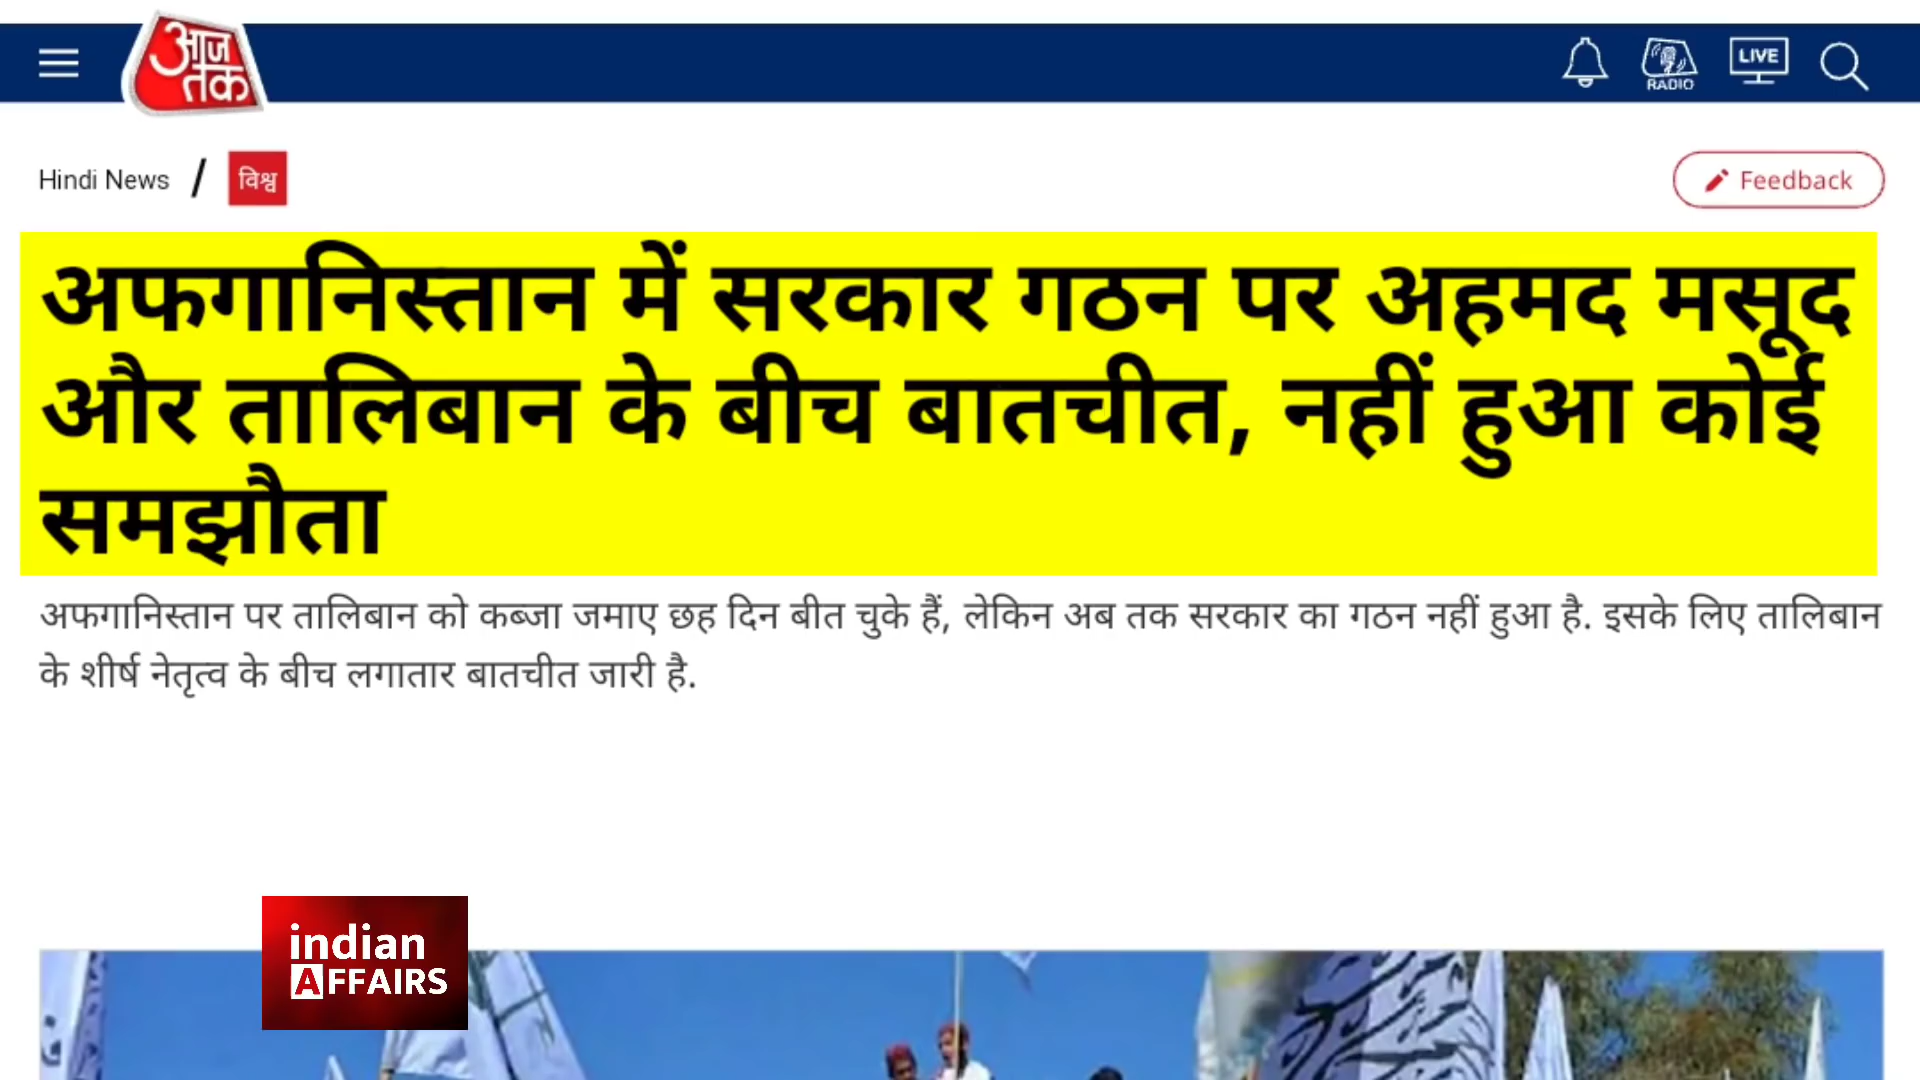 आज
तक
RADIO
LIVE
Hindi News / विश्व
Feedback
अफगानिस्तान में सरकार गठन पर अहमद मसूद
और तालिबान के बीच बातचीत, नहीं हुआ कोई
समझौता
अफगानिस्तान पर तालिबान को कब्जा जमाए छह दिन बीत चुके हैं, लेकिन अब तक सरकार का गठन नहीं हुआ है. इसके लिए तालिबान
के शीर्ष नेतृत्व के बीच लगातार बातचीत जारी है.
indian
AFFAIRS